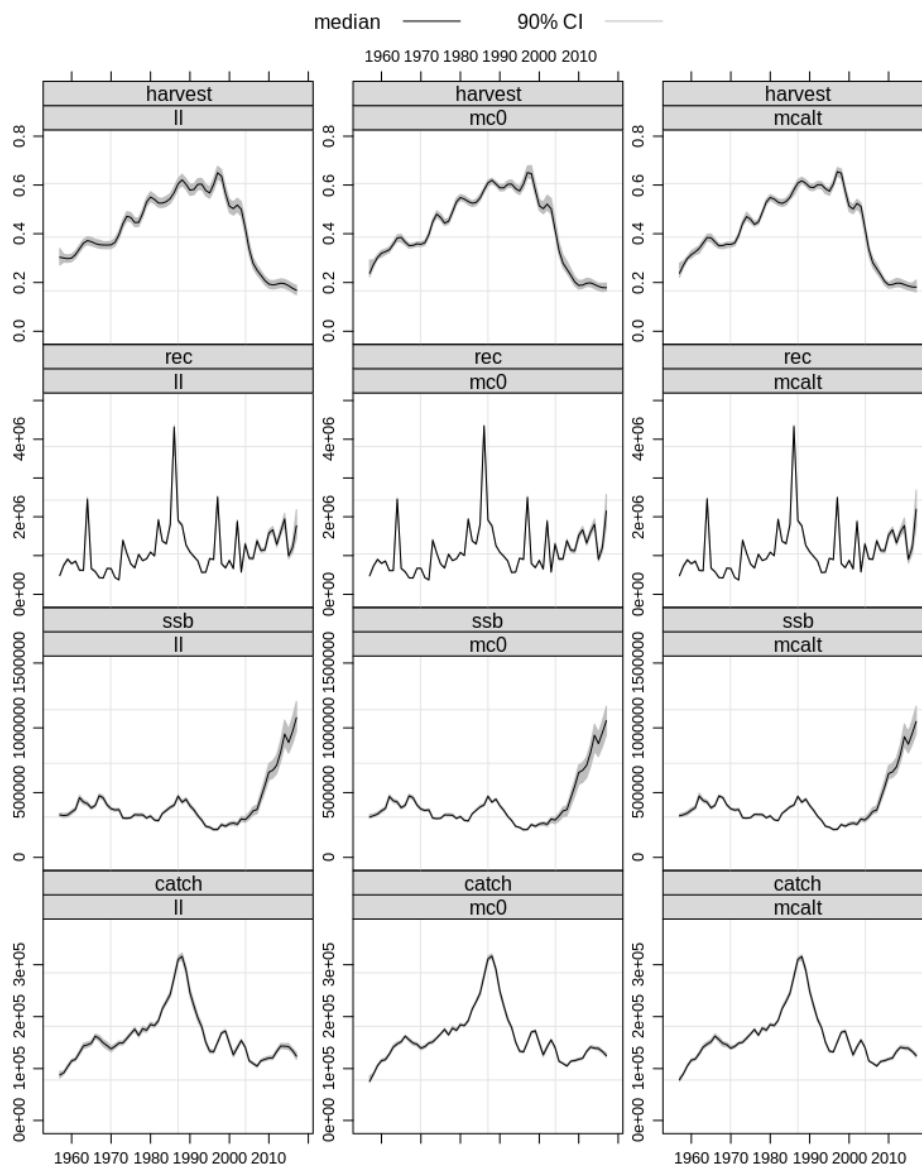 median 90% CI
1960 1970 1980 1990 2000 2010
harvest harvest harvest
ll mc0 mcalt
0.0 0.2 0.4 0.6 0.8 0.0 0.2 0.4 0.6 0.8 0.0 0.2 0.4 0.6 0.8
rec rec rec
ll mc0 mcalt
0e+00 2e+06 4e+06 0e+00 2e+06 4e+06 0e+00 2e+06 4e+06
ssb ssb ssb
ll mc0 mcalt
0 500000 1000000 1500000 0 500000 1000000 1500000 0 500000 1000000 1500000
catch catch catch
ll mc0 mcalt
0e+00 1e+05 2e+05 3e+05 0e+00 1e+05 2e+05 3e+05 0e+00 1e+05 2e+05 3e+05
1960 1970 1980 1990 2000 2010 1960 1970 1980 1990 2000 2010